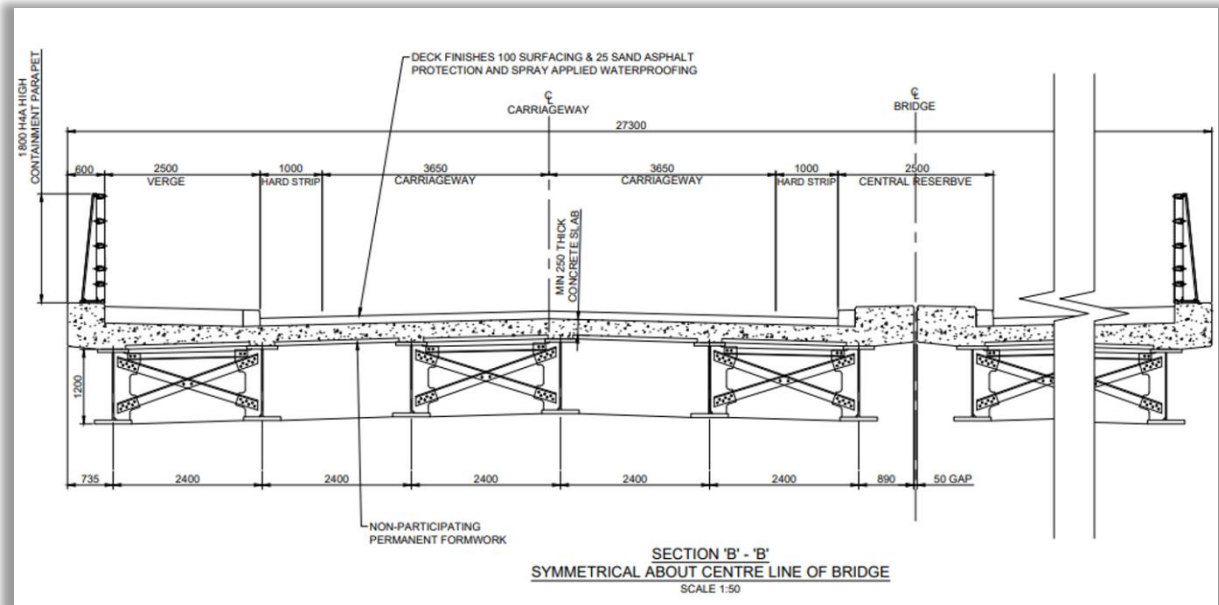 DECK FINISHES 100 SURFACING & 25 SAND ASPHALT
PROTECTION AND SPRAY APPLIED WATERPROOFING
1800 H4A HIGH
CONTAINMENT PARAPET
℄
CARRIAGEWAY
℄
BRIDGE
27300
600
2500
VERGE
1000
HARD STRIP
3650
CARRIAGEWAY
3650
CARRIAGEWAY
1000
HARD STRIP
2500
CENTRAL RESERBVE
MIN 250 THICK
CONCRETE SLAB
1200
735
2400
2400
2400
2400
2400
890
50 GAP
NON-PARTICIPATING
PERMANENT FORMWORK
SECTION 'B' - 'B'
SYMMETRICAL ABOUT CENTRE LINE OF BRIDGE
SCALE 1:50